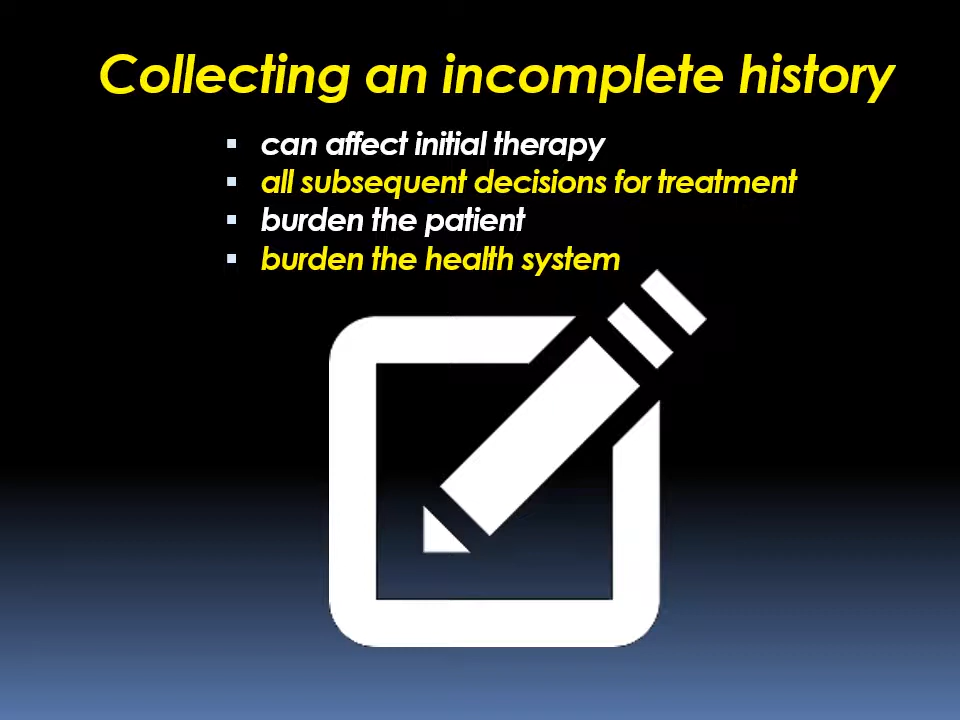 Collecting an incomplete history
can affect initial therapy
all subsequent decisions for treatment
burden the patient
burden the health system